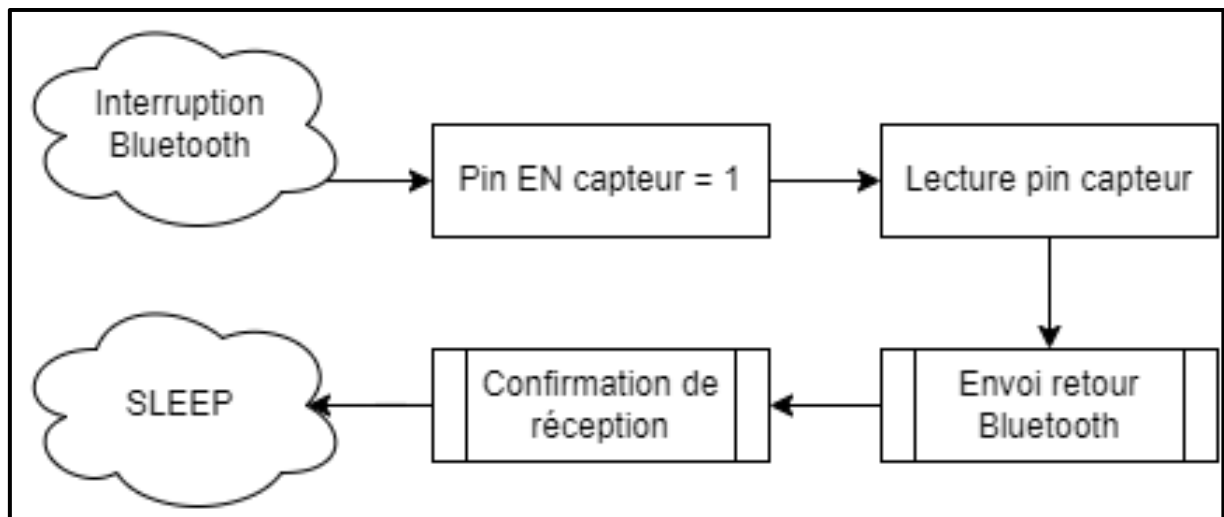 Interruption
Bluetooth
Pin EN capteur = 1
Lecture pin capteur
SLEEP
Confirmation de
réception
Envoi retour
Bluetooth